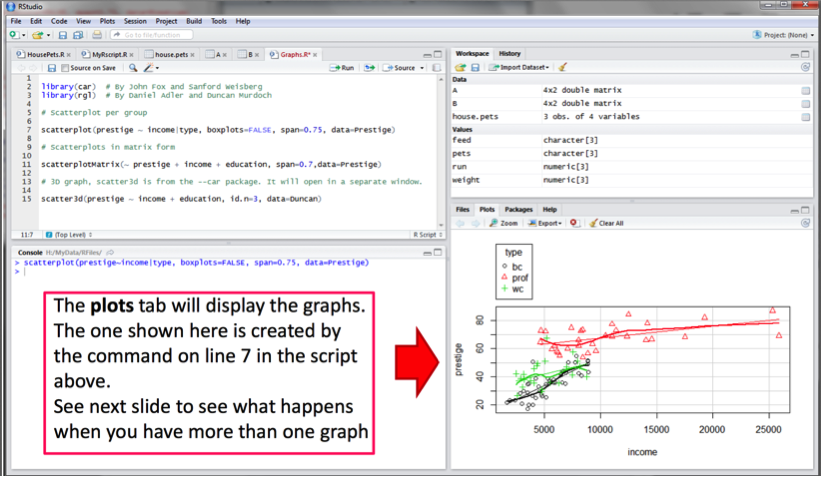 RStudio
File Edit Code View Plots Session Project Build Tools Help
Go to file/function
Project: (None)
HousePets.R × MyRscript.R × house.pets × A × B × Graphs.R* ×
Source on Save Run Source
1
2 library(car) # By John Fox and Sanford Weisberg
3 library(rgl) # By Daniel Adler and Duncan Murdoch
4
5 # Scatterplot per group
6
7 scatterplot(prestige ~ income|type, boxplots=FALSE, span=0.75, data=Prestige)
8
9 # Scatterplots in matrix form
10
11 scatterplotMatrix(~ prestige + income + education, span=0.7,data=Prestige)
12
13 # 3D graph, scatter3d is from the --car package. It will open in a separate window.
14
15 scatter3d(prestige ~ income + education, id.n=3, data=Duncan)
11:7 (Top Level) R Script
Console H:/MyData/RFiles/
> scatterplot(prestige~income|type, boxplots=FALSE, span=0.75, data=Prestige)
>
The plots tab will display the graphs.
The one shown here is created by
the command on line 7 in the script
above.
See next slide to see what happens
when you have more than one graph
Workspace History
Import Dataset
Data
A 4x2 double matrix
B 4x2 double matrix
house.pets 3 obs. of 4 variables
Values
feed character[3]
pets character[3]
run numeric[3]
weight numeric[3]
Files Plots Packages Help
Zoom Export Clear All
type
bc
prof
wc
prestige
80
60
40
20
5000 10000 15000 20000 25000
income